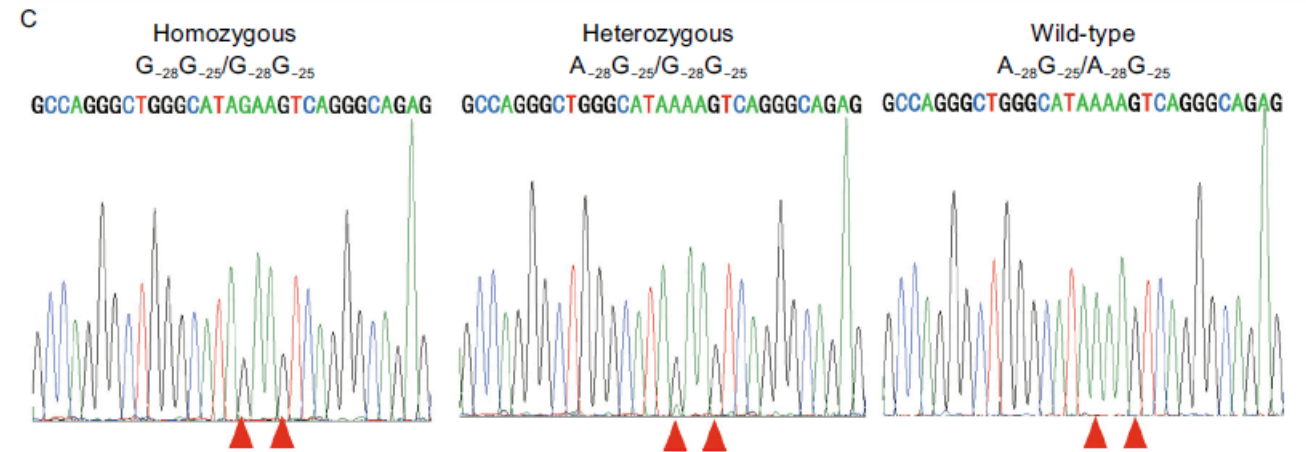 C
Homozygous
G₋₂₈G₋₂₅/G₋₂₈G₋₂₅
GCCAGGGCTGGGCATAGAAGTCAGGGCAGAG
Heterozygous
A₋₂₈G₋₂₅/G₋₂₈G₋₂₅
GCCAGGGCTGGGCATAAAAGTCAGGGCAGAG
Wild-type
A₋₂₈G₋₂₅/A₋₂₈G₋₂₅
GCCAGGGCTGGGCATAAAAGTCAGGGCAGAG